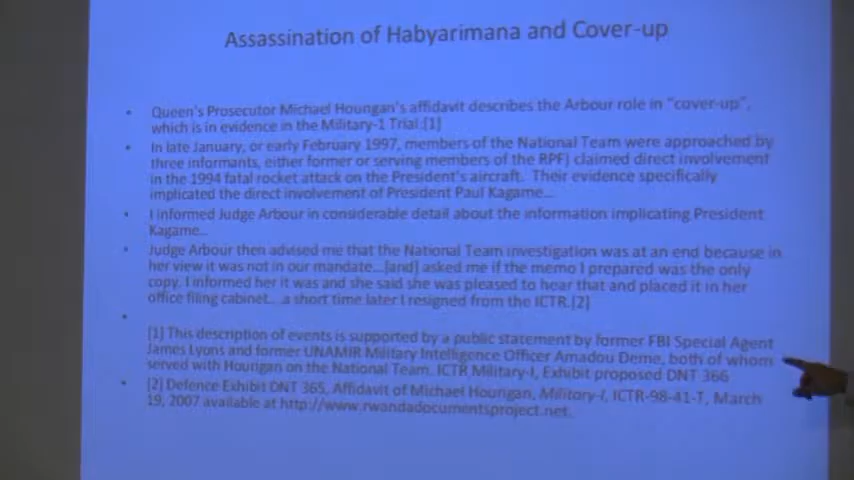 Assassination of Habyarimana and Cover-up
• Queen's Prosecutor Michael Houngan's affidavit describes the Arbour role in "cover-up",
which is in evidence in the Military-1 Trial:[1]
• In late January, or early February 1997, members of the National Team were approached by
three informants, either former or serving members of the RPF) claimed direct involvement
in the 1994 fatal rocket attack on the President's aircraft. Their evidence specifically
implicated the direct involvement of President Paul Kagame...
• I informed Judge Arbour in considerable detail about the information implicating President
Kagame...
• Judge Arbour then advised me that the National Team investigation was at an end because in
her view it was not in our mandate...[and] asked me if the memo I prepared was the only
copy. I informed her it was and she said she was pleased to hear that and placed it in her
office filing cabinet...a short time later I resigned from the ICTR.[2]
•
[1] This description of events is supported by a public statement by former FBI Special Agent
James Lyons and former UNAMIR Military Intelligence Officer Amadou Deme, both of whom
served with Hourigan on the National Team. ICTR Military-I, Exhibit proposed DNT 366
• [2] Defence Exhibit DNT 365, Affidavit of Michael Hourigan, Military-I, ICTR-98-41-T, March
19, 2007 available at http://www.rwandadocumentsproject.net.